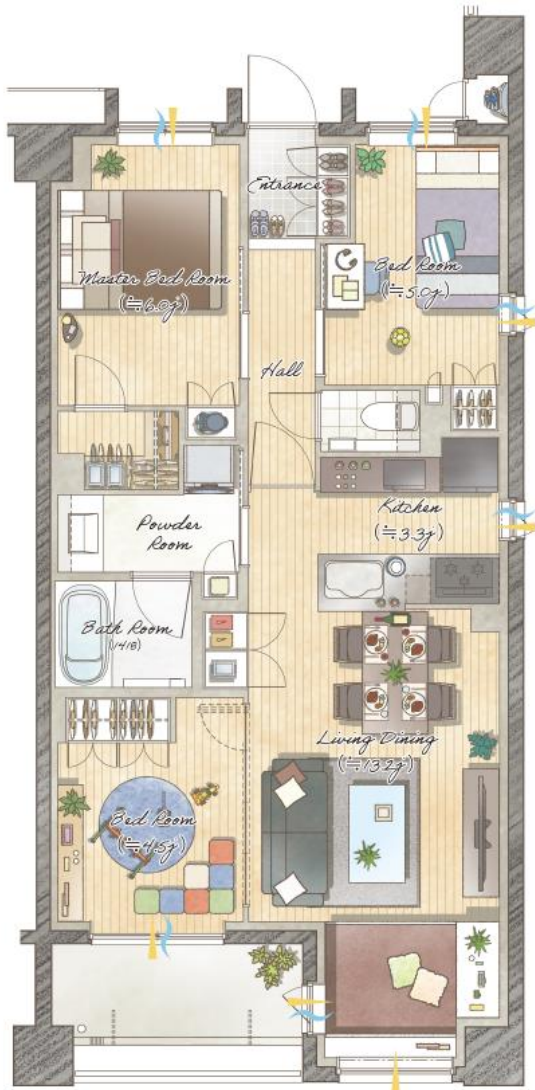 Entrance
Master Bed Room
(≒6.0j)
Bed Room
(≒5.0j)
Hall
Kitchen
(≒3.3j)
Powder
Room
Bath Room
(1418)
Living Dining
(≒13.2j)
Bed Room
(≒4.5j)